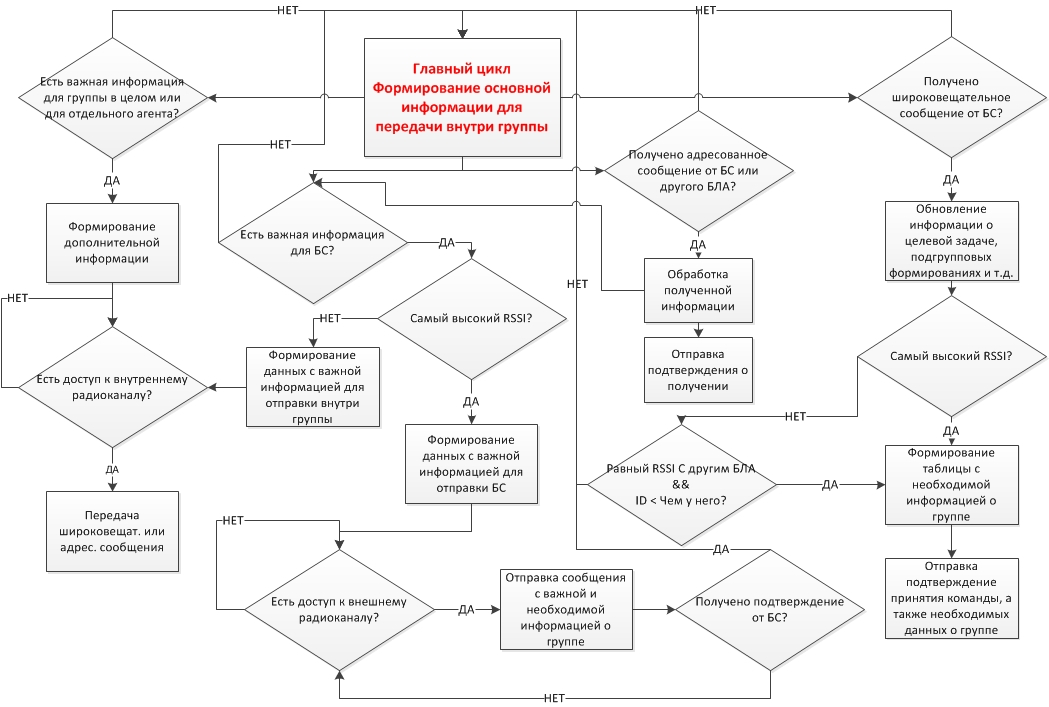 НЕТ
НЕТ
Главный цикл
Формирование основной
информации для
передачи внутри группы
Есть важная информация
для группы в целом или
для отдельного агента?
Получено
широковещательное
сообщение от БС?
НЕТ
Получено адресованное
сообщение от БС или
другого БЛА?
ДА
ДА
Формирование
дополнительной
информации
Есть важная информация
для БС?
ДА
ДА
Обновление
информации о
целевой задаче,
подгрупповых
формированиях и т.д.
Обработка
полученной
информации
НЕТ
НЕТ
НЕТ
Самый высокий RSSI?
Отправка
подтверждения о
получении
Самый высокий RSSI?
Формирование
данных с важной
информацией для
отправки внутри
группы
Есть доступ к внутреннему
радиоканалу?
ДА
НЕТ
ДА
Формирование
данных с важной
информацией для
отправки БС
Формирование
таблицы с
необходимой
информацией о
группе
Равный RSSI С другим БЛА
&&
ID < Чем у него?
ДА
ДА
Передача
широковещат. или
адрес. сообщения
НЕТ
ДА
Отправка сообщения
с важной и
необходимой
информацией о
группе
Отправка
подтверждение
принятия команды, а
также необходимых
данных о группе
Есть доступ к внешнему
радиоканалу?
ДА
Получено подтверждение
от БС?
НЕТ